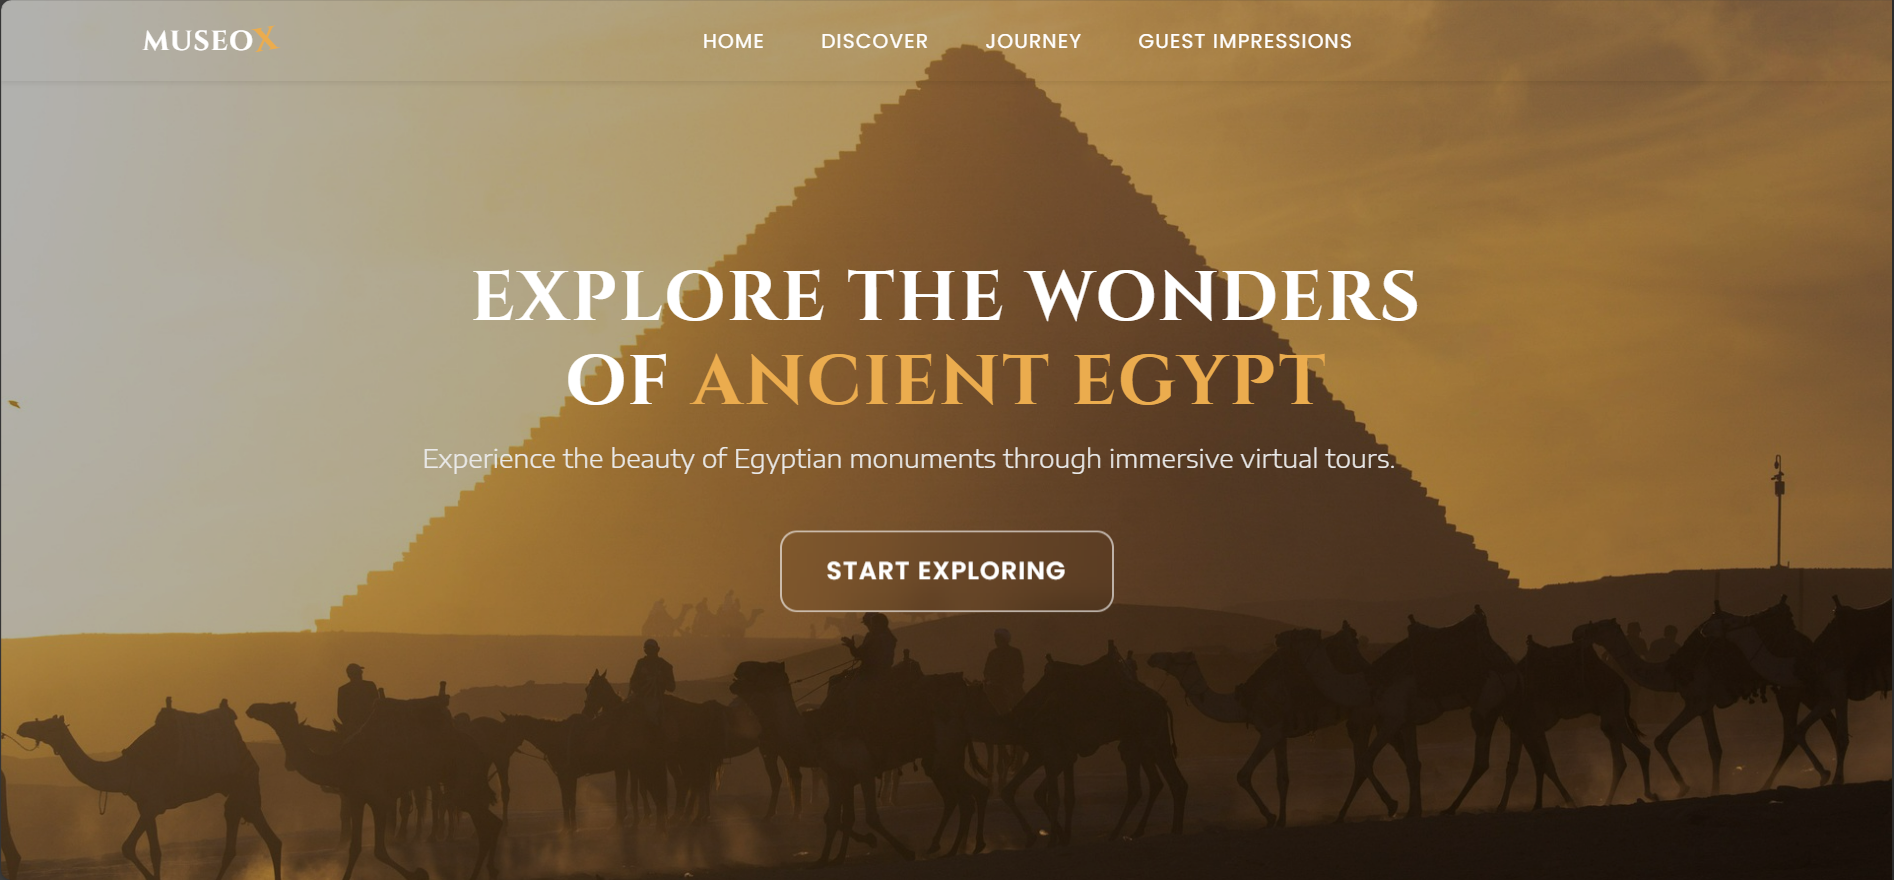 MUSEOX
HOME
DISCOVER
JOURNEY
GUEST IMPRESSIONS
EXPLORE THE WONDERS
OF ANCIENT EGYPT
Experience the beauty of Egyptian monuments through immersive virtual tours.
START EXPLORING